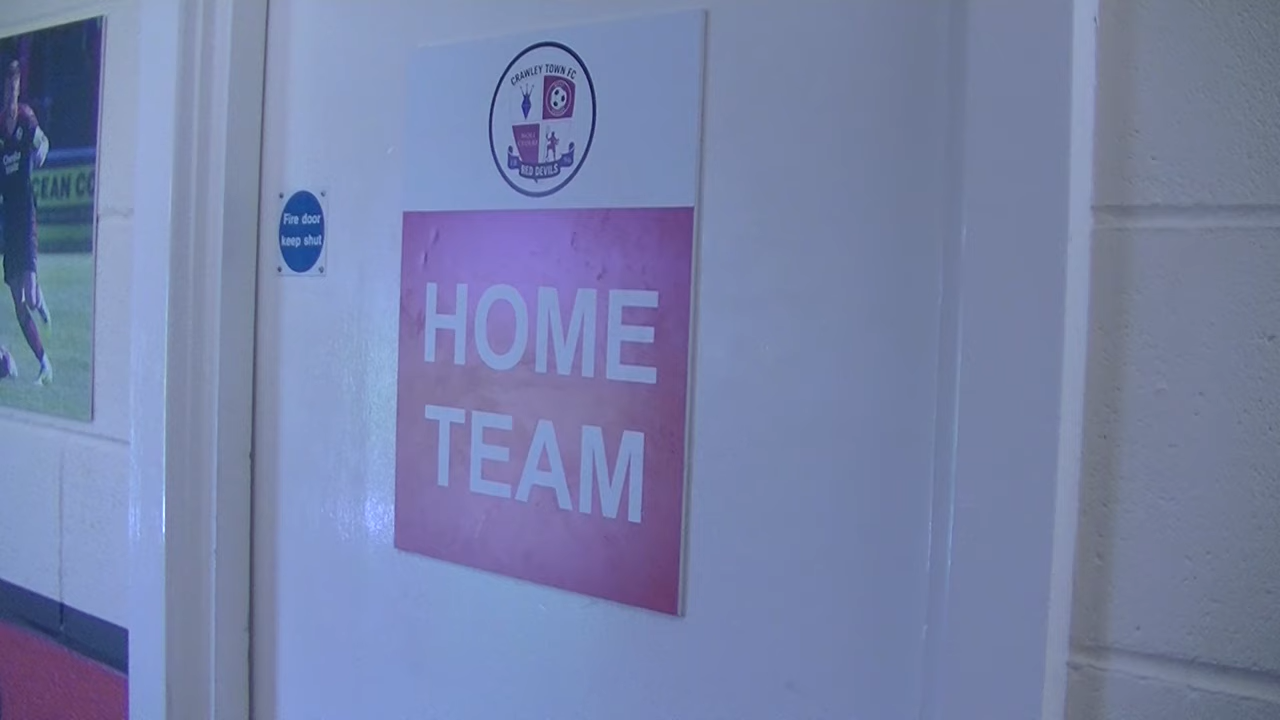 CRAWLEY TOWN FC
RED DEVILS
Fire door
keep shut
HOME
TEAM